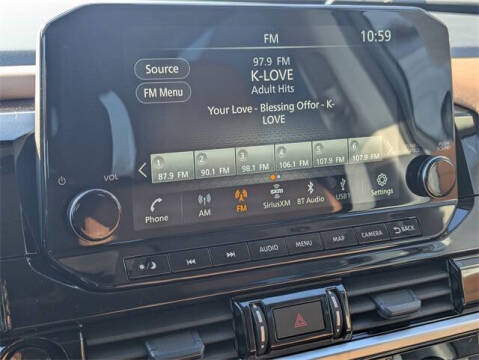 FM
10:59
Source
FM Menu
97.9 FM
K-LOVE
Adult Hits
Your Love - Blessing Offor - K-
LOVE
VOL
1 2 3 4 5 6
87.9 FM 90.1 FM 98.1 FM 106.1 FM 107.9 FM 107.9 FM
Phone
AM
FM
SXM
SiriusXM
BT Audio
USB1
Settings
AUDIO
MENU
MAP
CAMERA
BACK